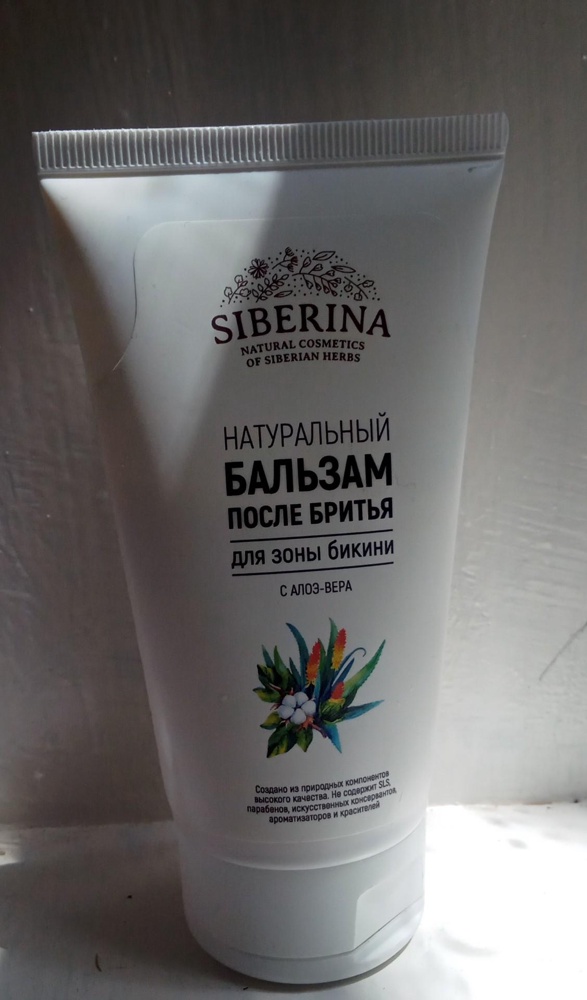 SIBERINA
NATURAL COSMETICS
OF SIBERIAN HERBS
НАТУРАЛЬНЫЙ
БАЛЬЗАМ
ПОСЛЕ БРИТЬЯ
для зоны бикини
С АЛОЭ-ВЕРА
Создано из природных компонентов
высокого качества. Не содержит SLS,
парабенов, искусственных консервантов,
ароматизаторов и красителей